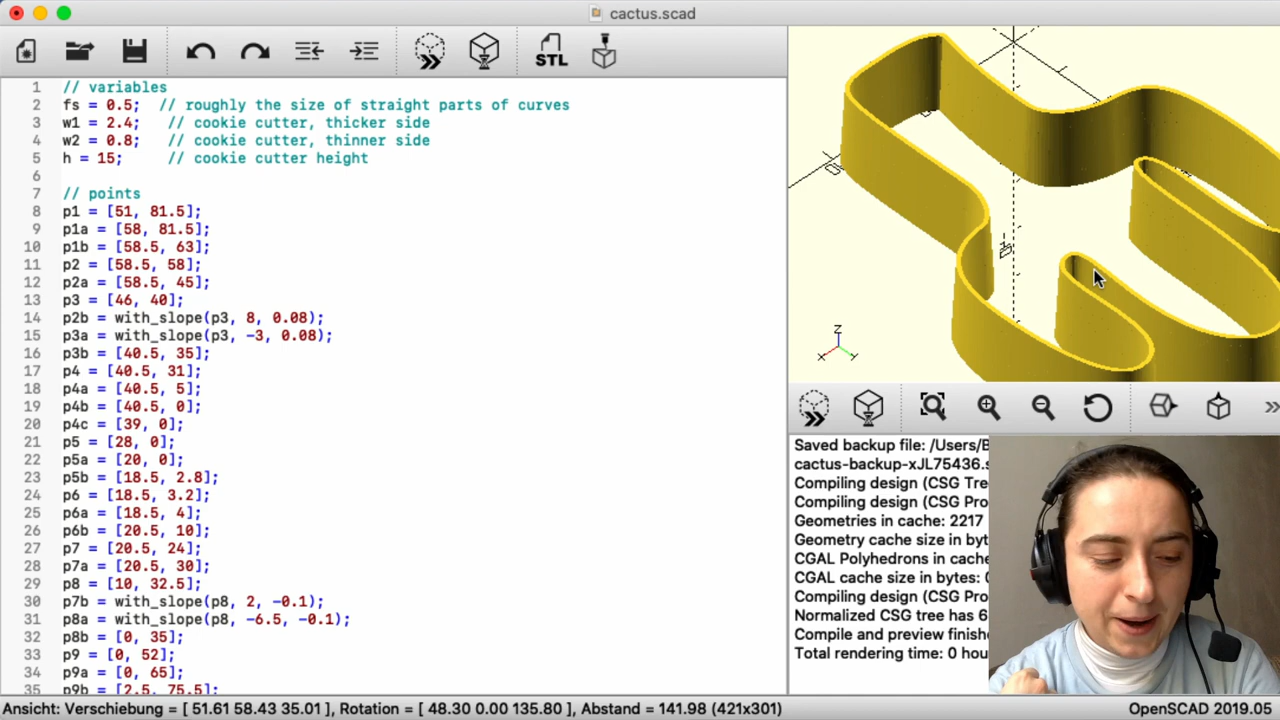 cactus.scad
STL
1 // variables
2 fs = 0.5; // roughly the size of straight parts of curves
3 w1 = 2.4; // cookie cutter, thicker side
4 w2 = 0.8; // cookie cutter, thinner side
5 h = 15; // cookie cutter height
6
7 // points
8 p1 = [51, 81.5];
9 p1a = [58, 81.5];
10 p1b = [58.5, 63];
11 p2 = [58.5, 58];
12 p2a = [58.5, 45];
13 p3 = [46, 40];
14 p2b = with_slope(p3, 8, 0.08);
15 p3a = with_slope(p3, -3, 0.08);
16 p3b = [40.5, 35];
17 p4 = [40.5, 31];
18 p4a = [40.5, 5];
19 p4b = [40.5, 0];
20 p4c = [39, 0];
21 p5 = [28, 0];
22 p5a = [20, 0];
23 p5b = [18.5, 2.8];
24 p6 = [18.5, 3.2];
25 p6a = [18.5, 4];
26 p6b = [20.5, 10];
27 p7 = [20.5, 24];
28 p7a = [20.5, 30];
29 p8 = [10, 32.5];
30 p7b = with_slope(p8, 2, -0.1);
31 p8a = with_slope(p8, -6.5, -0.1);
32 p8b = [0, 35];
33 p9 = [0, 52];
34 p9a = [0, 65];
35 p9b = [2.5, 75.5];
Z
Saved backup file: /Users/B
cactus-backup-xJL75436.s
Compiling design (CSG Tre
Compiling design (CSG Pro
Geometries in cache: 2217
Geometry cache size in byt
CGAL Polyhedrons in cache
CGAL cache size in bytes: 0
Compiling design (CSG Pro
Normalized CSG tree has 6
Compile and preview finishe
Total rendering time: 0 hou
Ansicht: Verschiebung = [ 51.61 58.43 35.01 ], Rotation = [ 48.30 0.00 135.80 ], Abstand = 141.98 (421x301)
OpenSCAD 2019.05